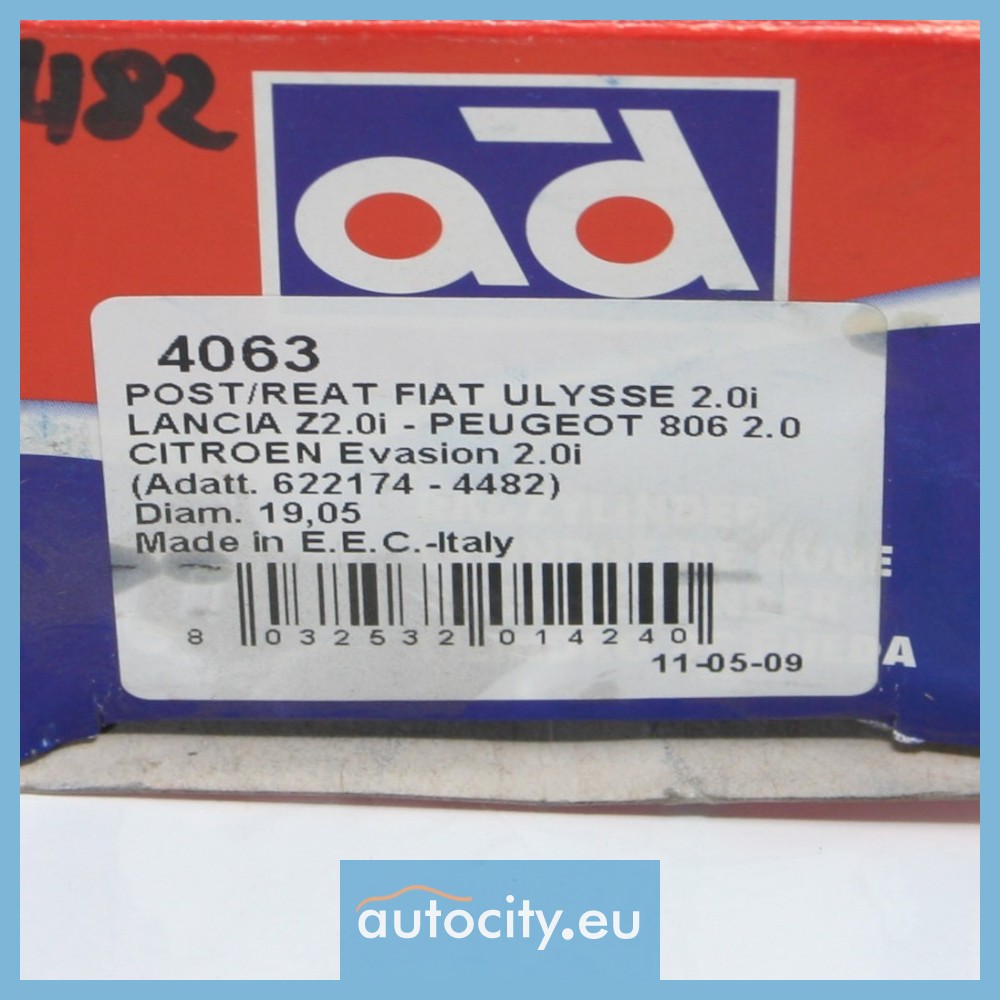 482
ad
4063
POST/REAT FIAT ULYSSE 2.0i
LANCIA Z2.0i - PEUGEOT 806 2.0
CITROEN Evasion 2.0i
(Adatt. 622174 - 4482)
Diam. 19,05
Made in E.E.C.-Italy
8 032532 014240
11-05-09
autocity.eu